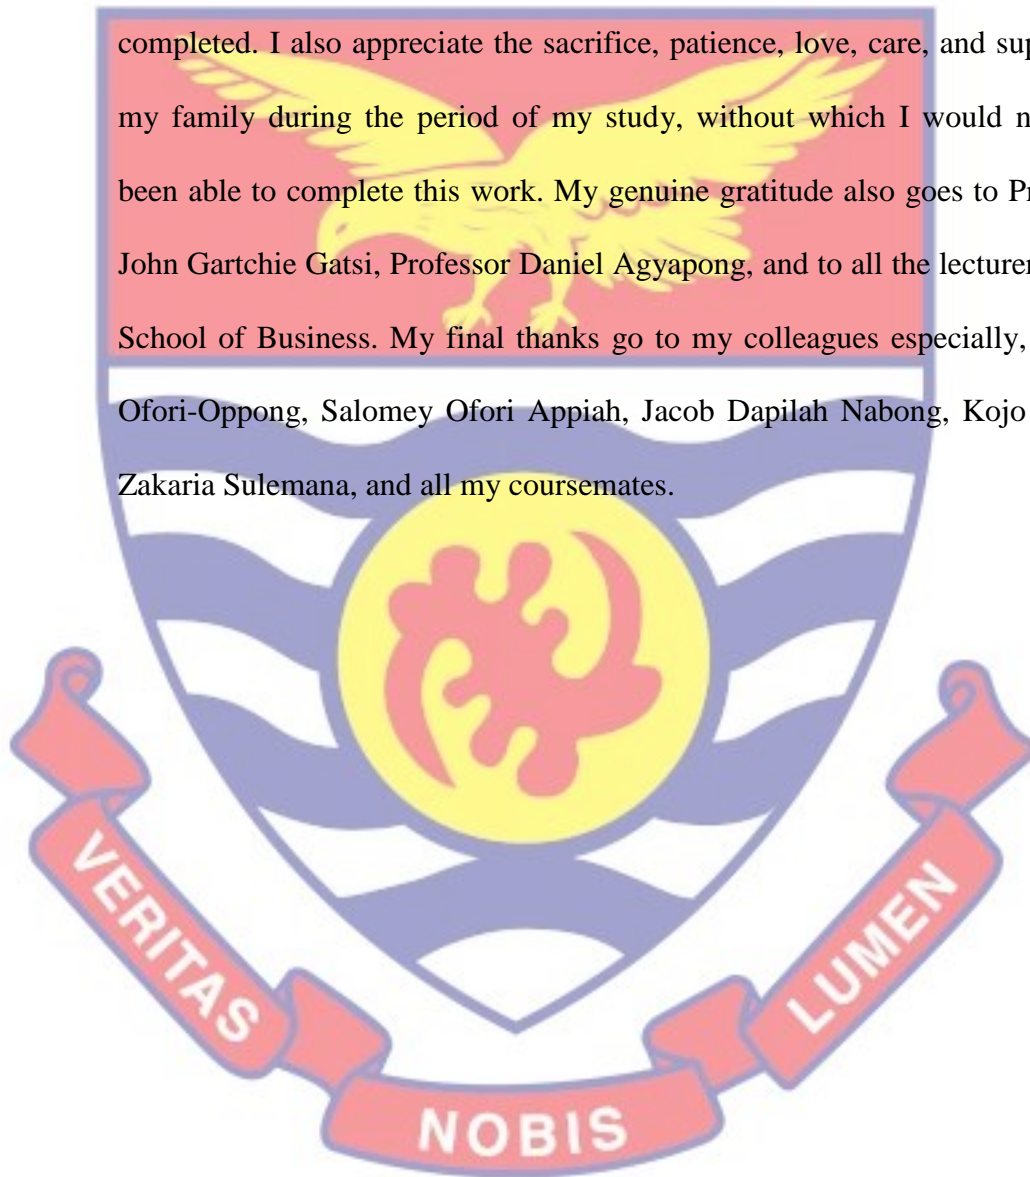 completed. I also appreciate the sacrifice, patience, love, care, and
my family during the period of my study, without which I would
been able to complete this work. My genuine gratitude also goes to
John Gartchie Gatsi, Professor Daniel Agyapong, and to all the
School of Business. My final thanks go to my colleagues especially,
Ofori-Oppong, Salomey Ofori Appiah, Jacob Dapilah Nabong, Kojo
Zakaria Sulemana, and all my coursemates.
VERITAS
NOBIS
LUMEN